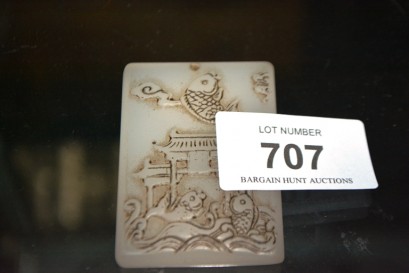 LOT NUMBER
707
BARGAIN HUNT AUCTIONS